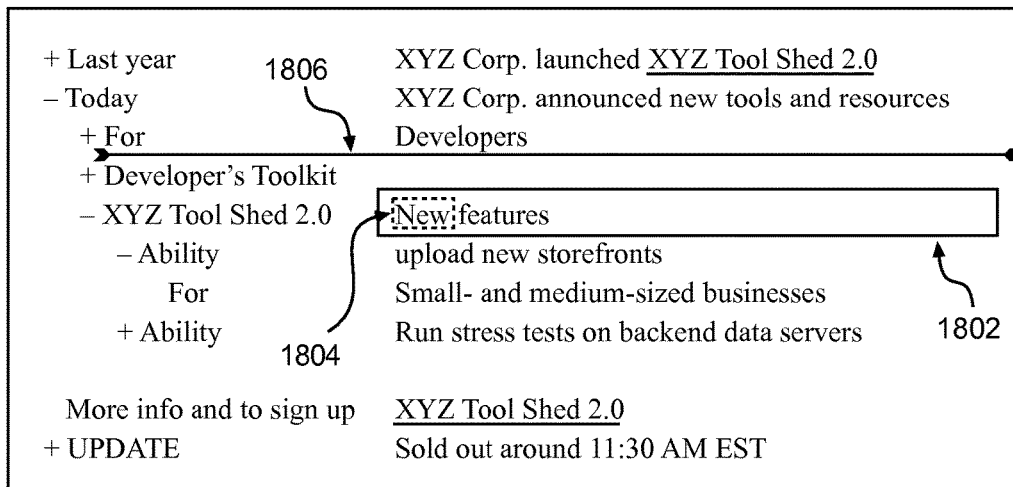 + Last year XYZ Corp. launched XYZ Tool Shed 2.0
1806
– Today XYZ Corp. announced new tools and resources
+ For Developers
+ Developer's Toolkit
– XYZ Tool Shed 2.0 New features
– Ability upload new storefronts
For Small- and medium-sized businesses
+ Ability Run stress tests on backend data servers
1802
1804
More info and to sign up XYZ Tool Shed 2.0
+ UPDATE Sold out around 11:30 AM EST